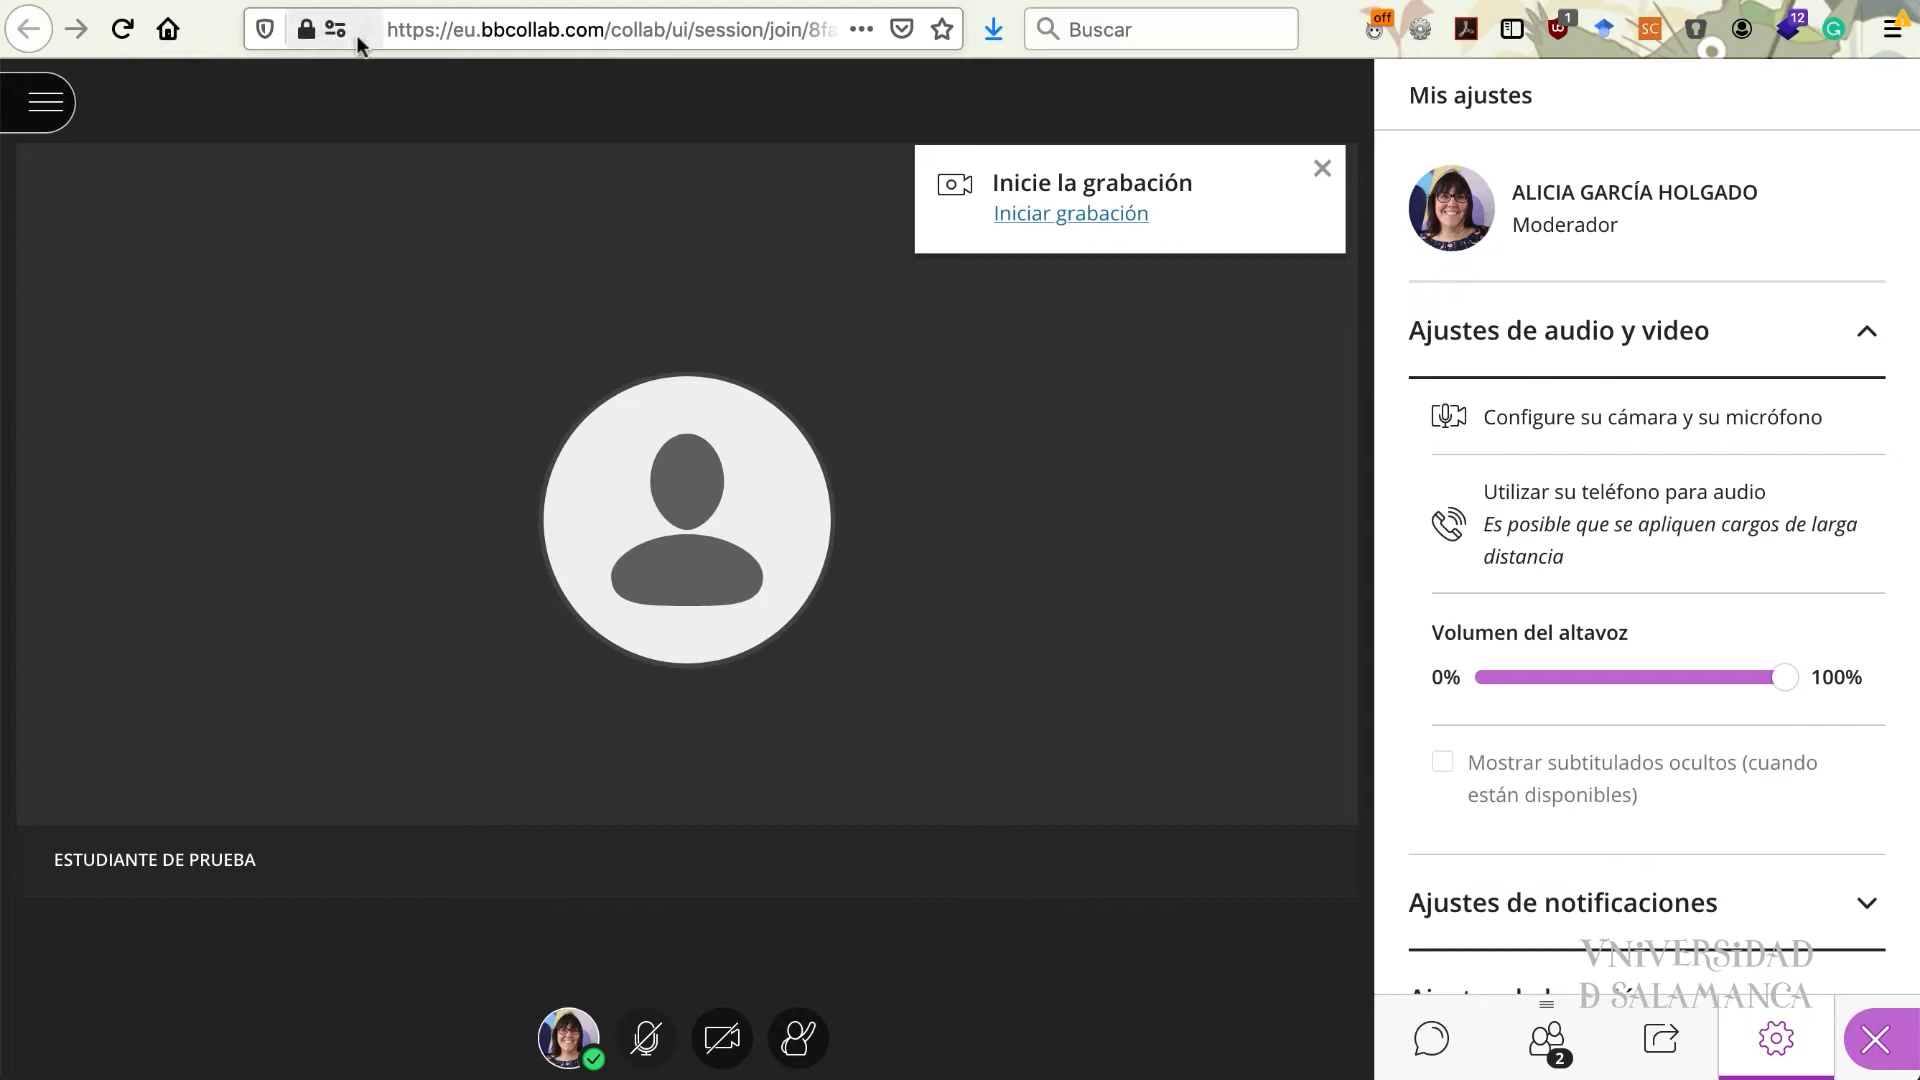 https://eu.bbcollab.com/collab/ui/session/join/8fa
Buscar
off
1
SC
12
Mis ajustes
Inicie la grabación
Iniciar grabación
ALICIA GARCÍA HOLGADO
Moderador
Ajustes de audio y video
Configure su cámara y su micrófono
Utilizar su teléfono para audio
Es posible que se apliquen cargos de larga
distancia
Volumen del altavoz
0%
100%
Mostrar subtitulados ocultos (cuando
están disponibles)
ESTUDIANTE DE PRUEBA
Ajustes de notificaciones
VNiVERSiDAD
D SALAMANCA
2